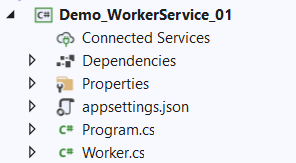 C# Demo_WorkerService_01
Connected Services
Dependencies
Properties
appsettings.json
C# Program.cs
C# Worker.cs